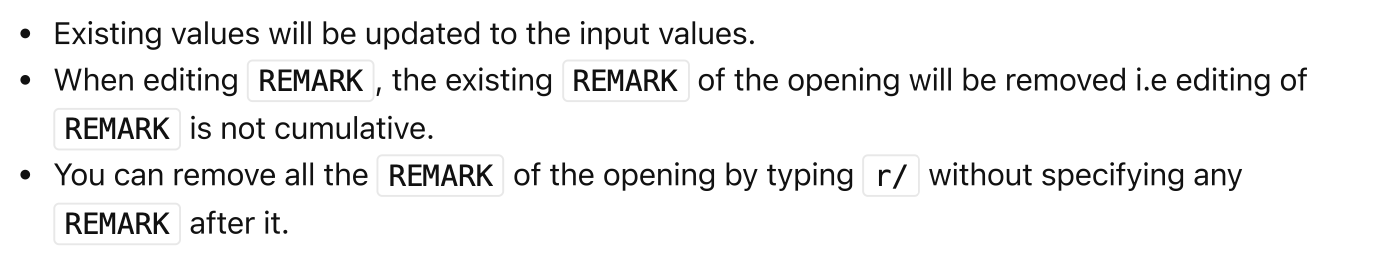 • Existing values will be updated to the input values.
• When editing REMARK, the existing REMARK of the opening will be removed i.e editing of
REMARK is not cumulative.
• You can remove all the REMARK of the opening by typing r/ without specifying any
REMARK after it.